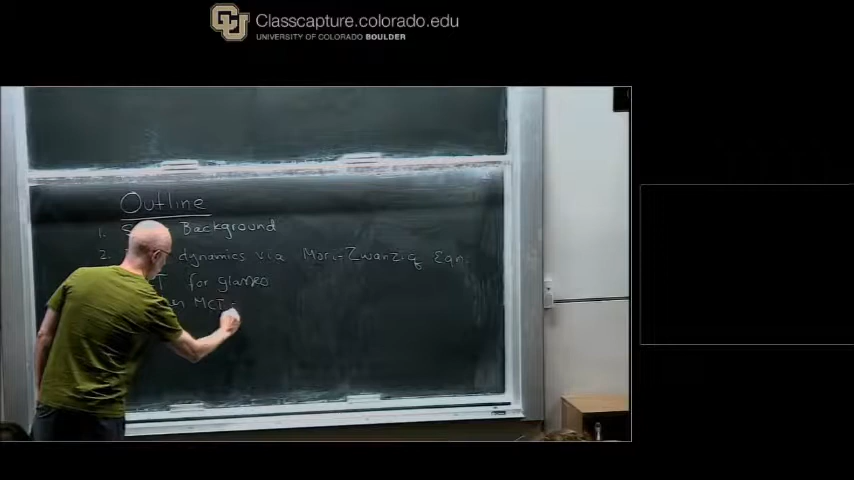 Classcapture.colorado.edu
UNIVERSITY OF COLORADO BOULDER
Outline
1. Background
2. dynamics via Mori-Zwanzig Eqn.
for glasses
MCT